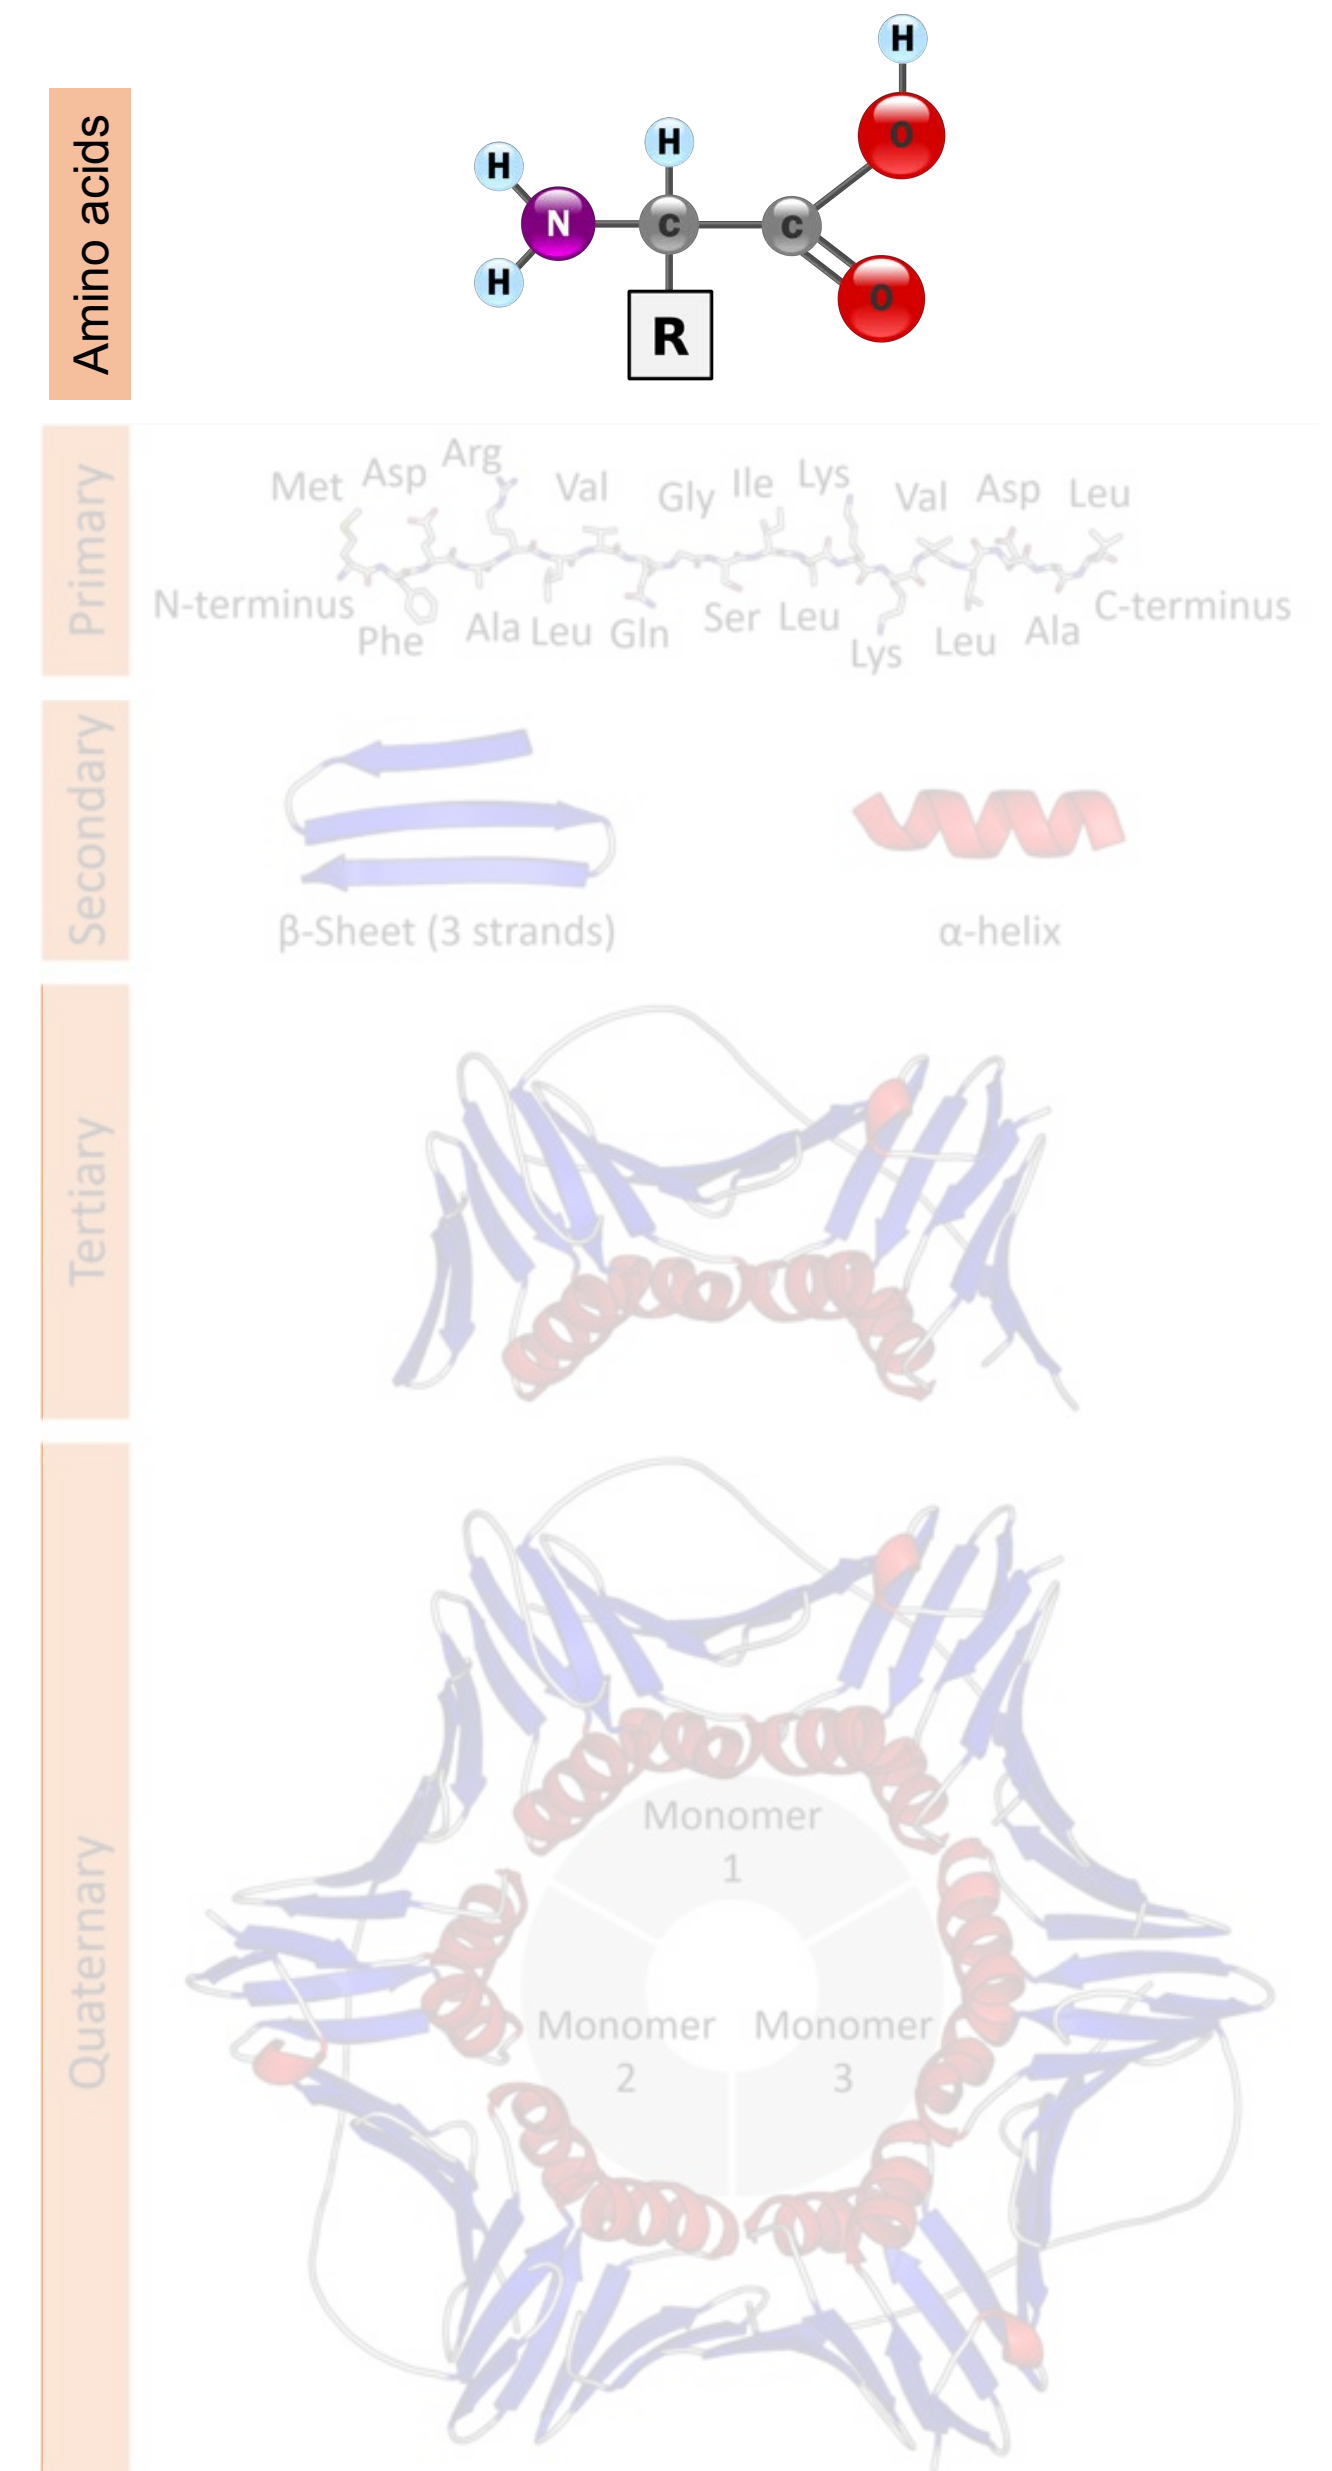 Amino acids
H
H
H
N
C
C
O
H
O
R
Primary
Met Asp Arg Val Gly Ile Lys Val Asp Leu
N-terminus
C-terminus
Phe Ala Leu Gln Ser Leu Lys Leu Ala
Secondary
β-Sheet (3 strands)
α-helix
Tertiary
Quaternary
Monomer
1
Monomer
2
Monomer
3